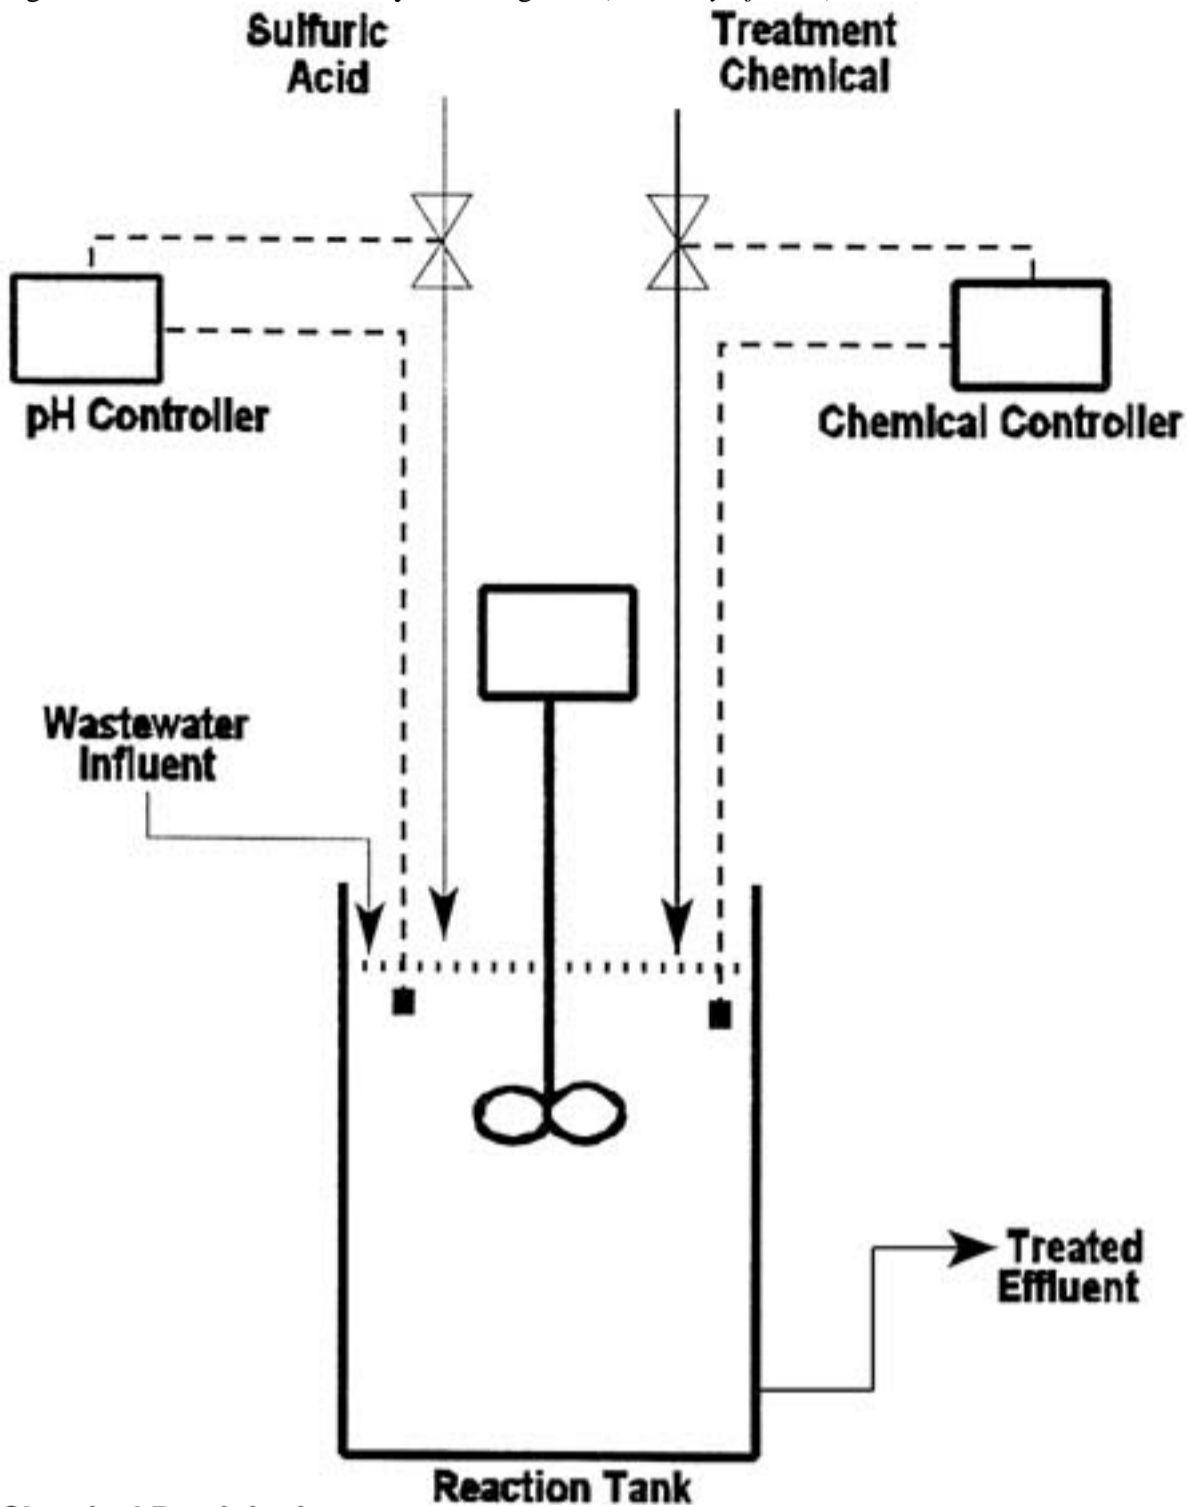 Sulfuric
Acid
Treatment
Chemical
pH Controller
Chemical Controller
Wastewater
Influent
Treated
Effluent
Reaction Tank